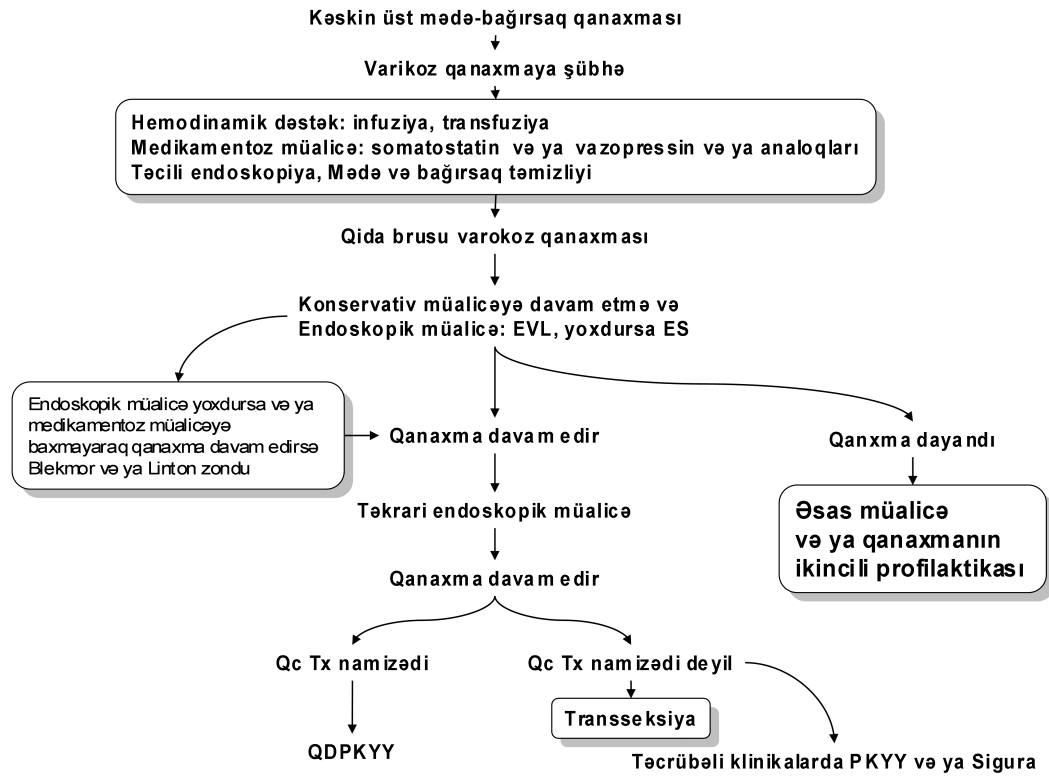 Kəskin üst mədə-bağırsaq qanaxması
Varikoz qanaxmaya şübhə
Hemodinamik dəstək: infuziya, transfuziya
Medikamentoz müalicə: somatostatin və ya vazopressin və ya analoqları
Təcili endoskopiya, Mədə və bağırsaq təmizliyi
Qida brusu varokoz qanaxması
Konservativ müalicəyə davam etmə və
Endoskopik müalicə: EVL, yoxdursa ES
Endoskopik müalicə yoxdursa və ya
medikamentoz müalicəyə
baxmayaraq qanaxma davam edirsə
Blekmor və ya Linton zondu
Qanaxma davam edir
Qanxma dayandı
Təkrari endoskopik müalicə
Əsas müalicə
və ya qanaxmanın
ikincili profilaktikası
Qanaxma davam edir
Qc Tx namizədi
Qc Tx namizədi deyil
Transseksiya
QDPKYY
Təcrübəli klinikalarda PKYY və ya Sigura